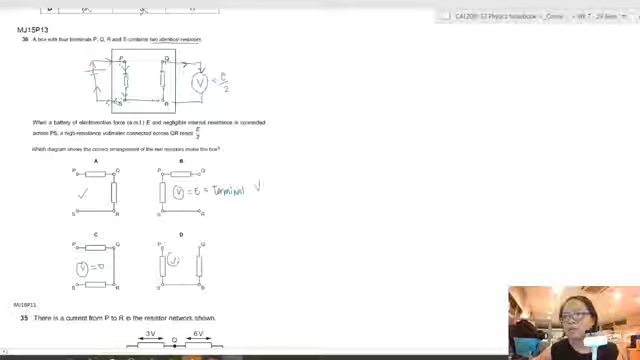 MJ15P13
36 A box with four terminals P, Q, R and S contains two identical resistors.
P Q
V = E/2
S R
When a battery of electromotive force (e.m.f.) E and negligible internal resistance is connected
across PS, a high-resistance voltmeter connected across QR reads E/2.
Which diagram shows the correct arrangement of the two resistors inside the box?
A B
P Q P Q
✓ V = E = terminal V
S R S R
C D
P Q P Q
V = 0
S R S R
MJ16P11
35 There is a current from P to R in the resistor network shown.
3V 6V
Q